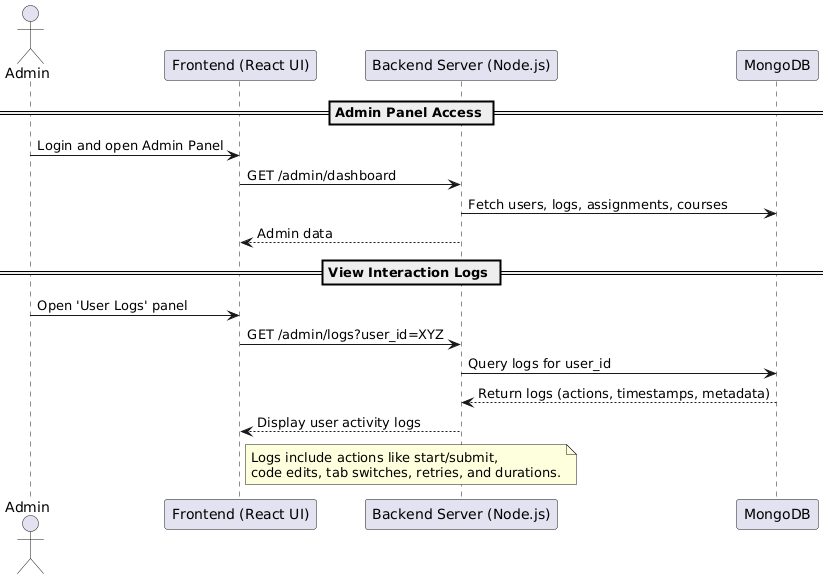 Admin
Frontend (React UI)
Backend Server (Node.js)
MongoDB
Admin Panel Access
Login and open Admin Panel
GET /admin/dashboard
Fetch users, logs, assignments, courses
Admin data
View Interaction Logs
Open 'User Logs' panel
GET /admin/logs?user_id=XYZ
Query logs for user_id
Return logs (actions, timestamps, metadata)
Display user activity logs
Logs include actions like start/submit,
code edits, tab switches, retries, and durations.
Admin
Frontend (React UI)
Backend Server (Node.js)
MongoDB